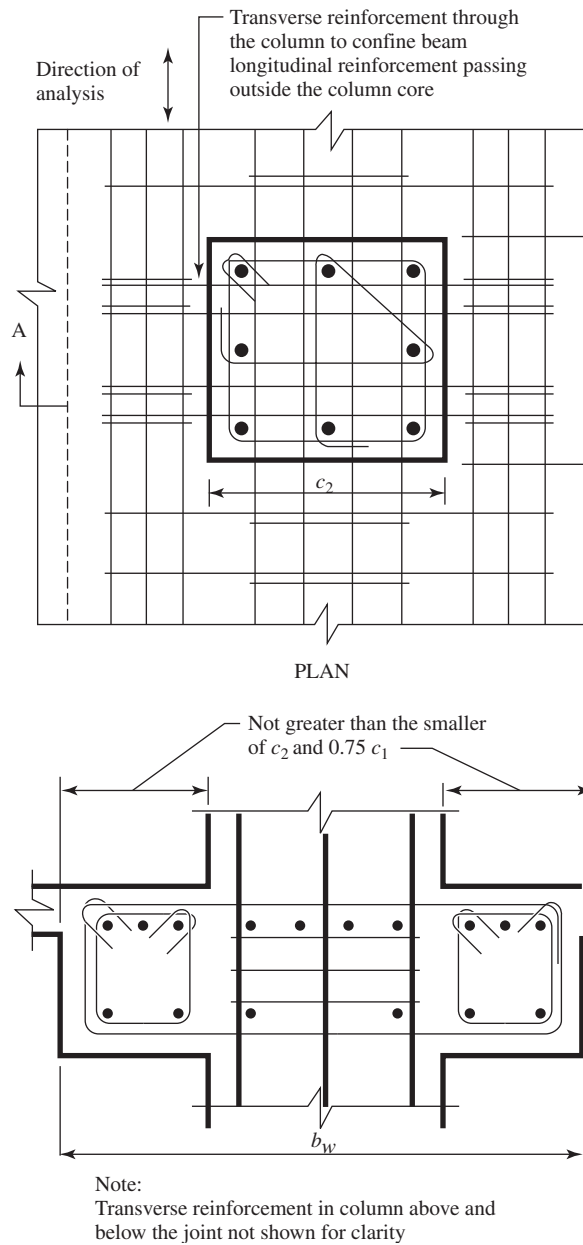 Transverse reinforcement through
the column to confine beam
longitudinal reinforcement passing
outside the column core
Direction of
analysis
A
c2
PLAN
Not greater than the smaller
of c2 and 0.75 c1
bw
Note:
Transverse reinforcement in column above and
below the joint not shown for clarity